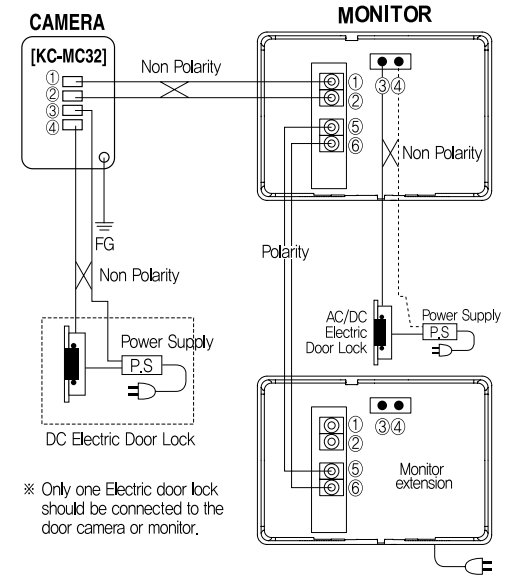 CAMERA
MONITOR
[KC-MC32]
①
②
③
④
Non Polarity
①
②
⑤
⑥
③④
Non Polarity
FG
Non Polarity
Polarity
Power Supply
P.S
DC Electric Door Lock
AC/DC
Electric
Door Lock
Power Supply
P.S
①
②
⑤
⑥
③④
Monitor
extension
※ Only one Electric door lock
should be connected to the
door camera or monitor.